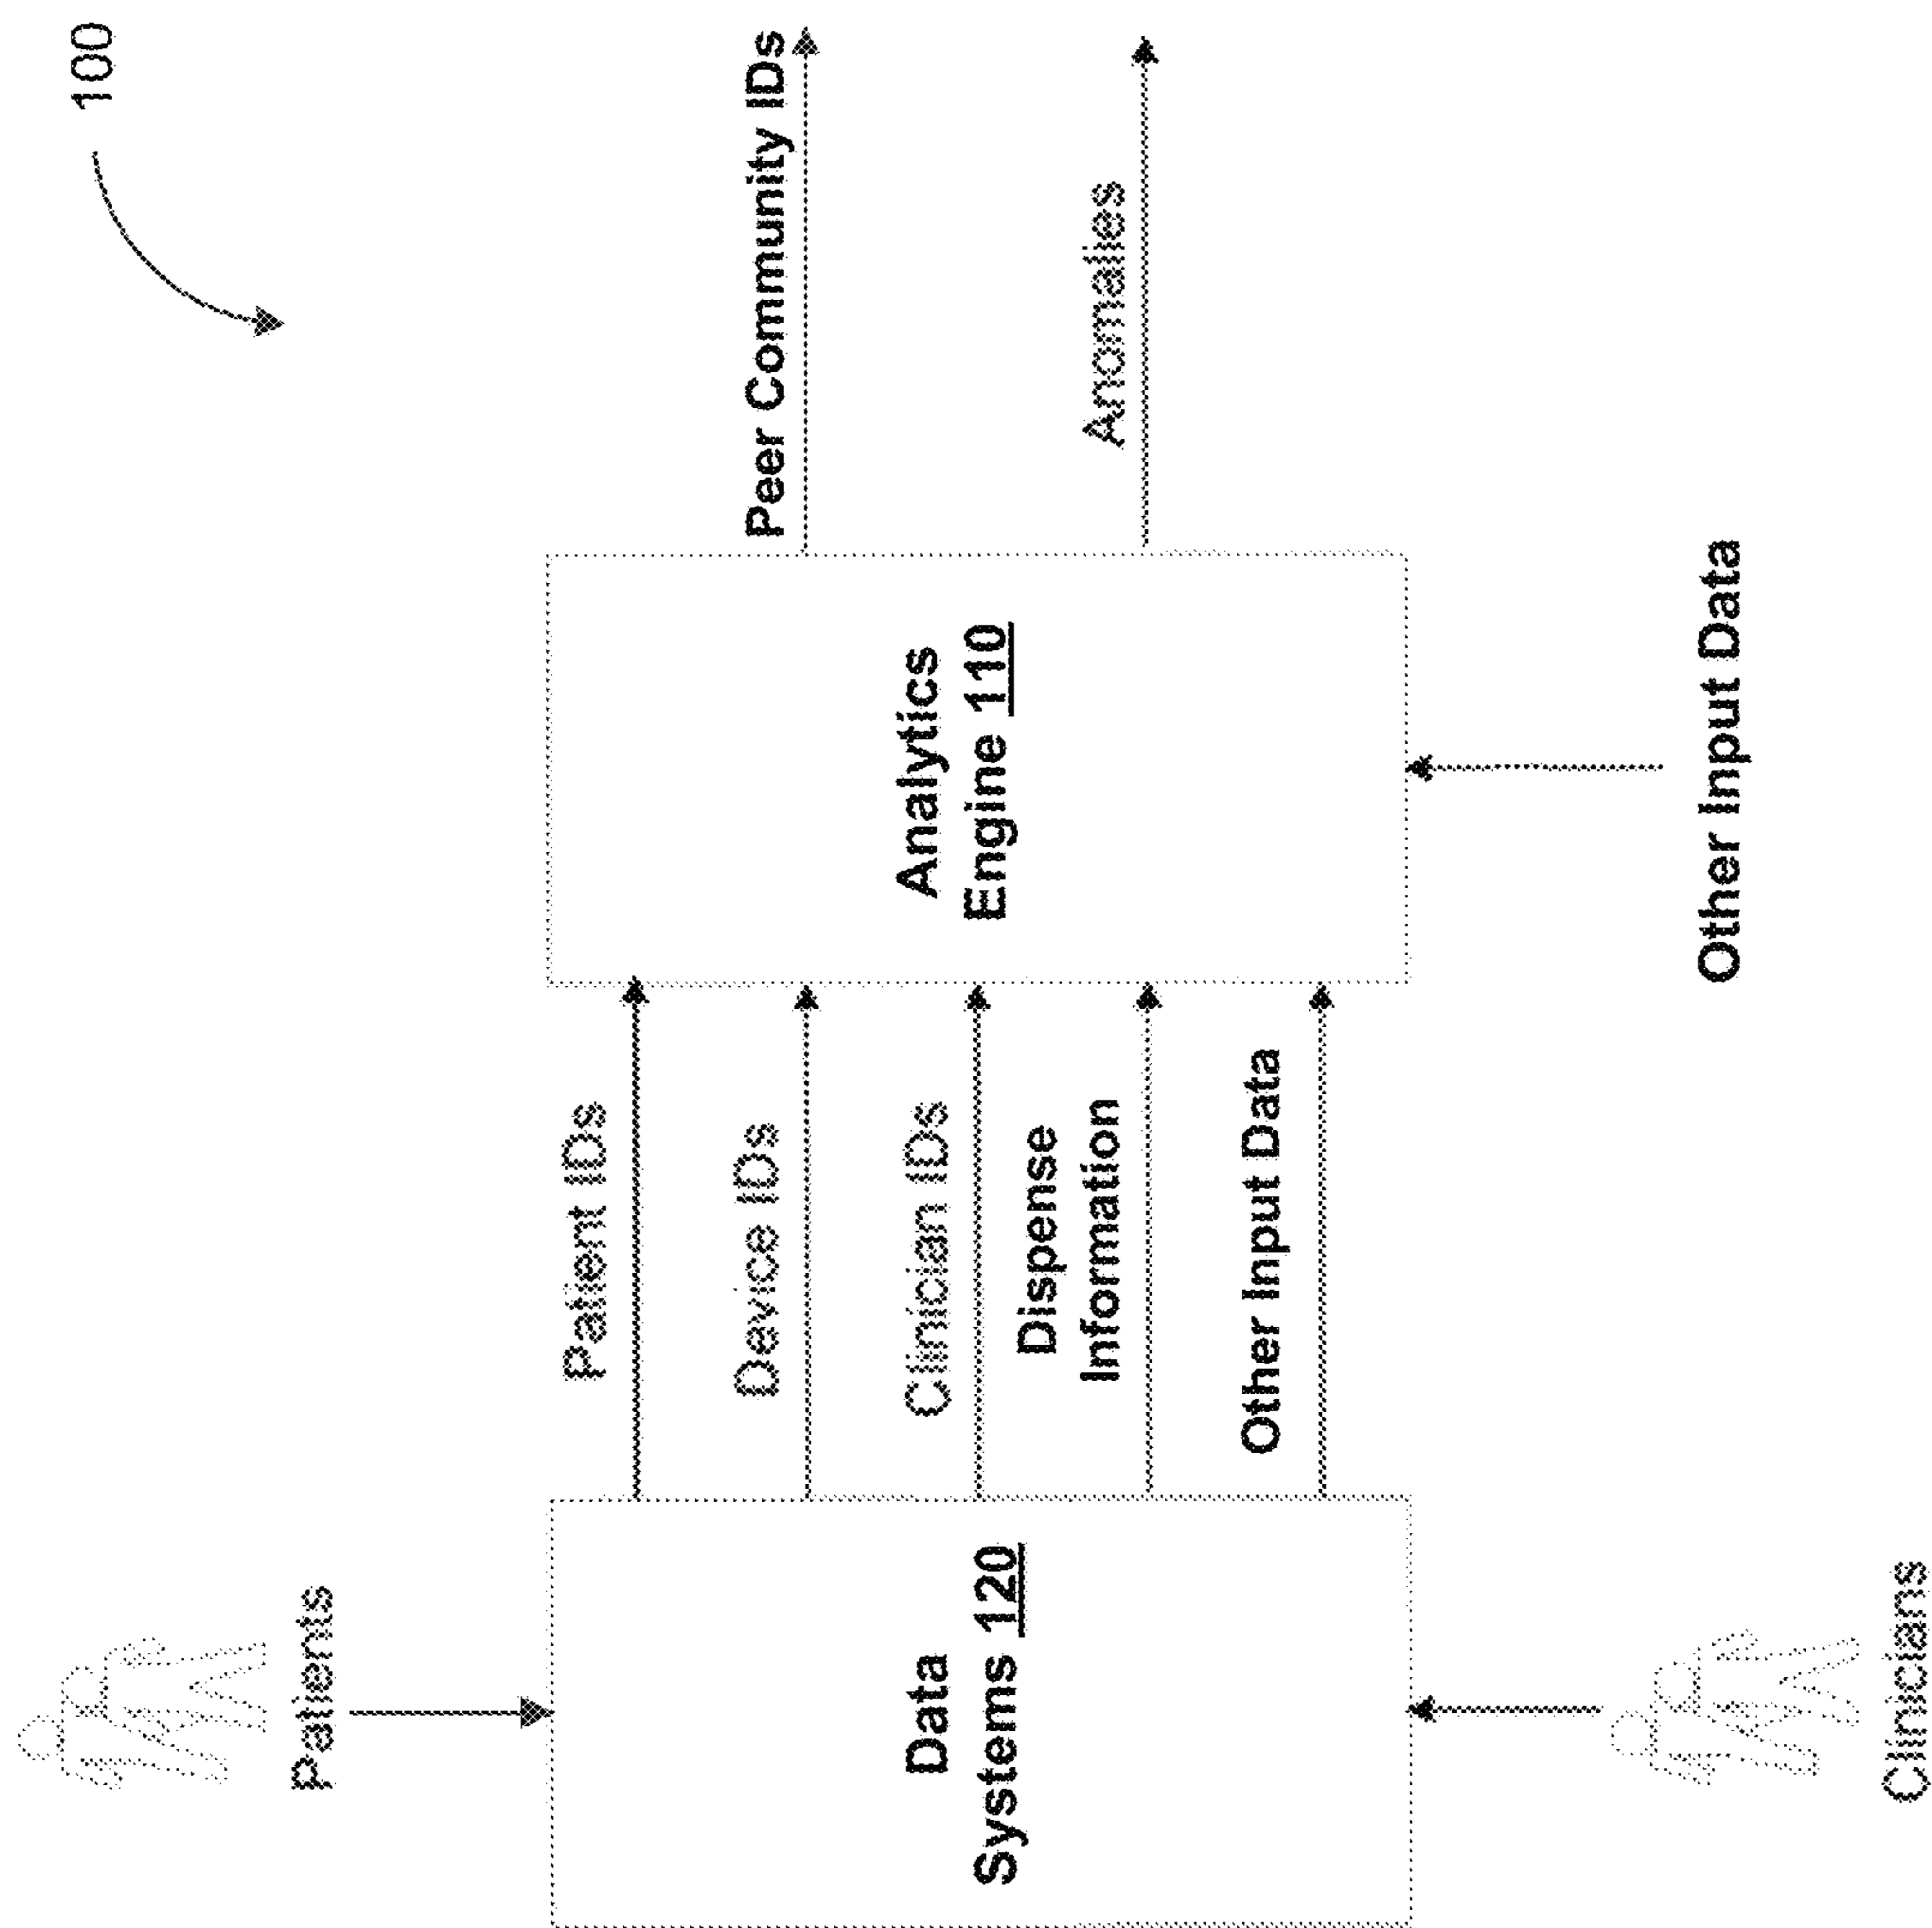 100
Patients
Data
Systems 120
Clinicians
Patient IDs
Device IDs
Clinician IDs
Dispense
Information
Other Input Data
Analytics
Engine 110
Other Input Data
Peer Community IDs
Anomalies